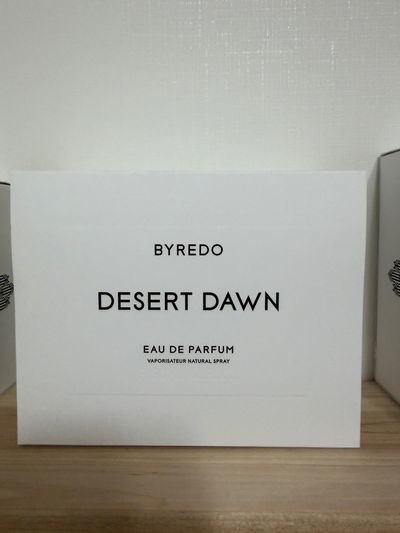 BYREDO
DESERT DAWN
EAU DE PARFUM
VAPORISATEUR NATURAL SPRAY